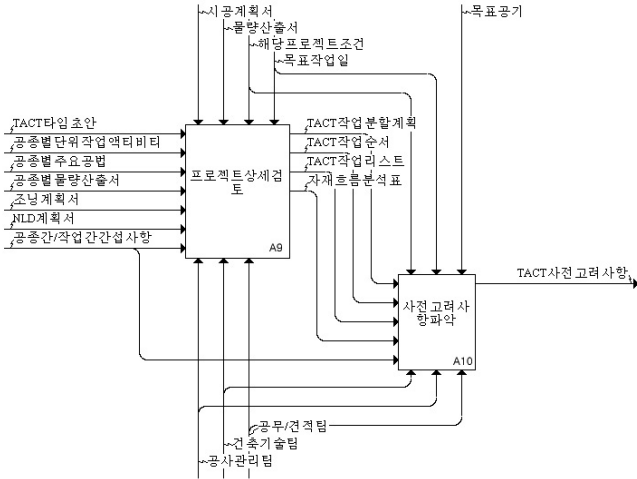 시공계획서
목표공기
물량산출서
해당프로젝트조건
목표작업일
TACT타임초안
TACT작업분할계획
공종별단위작업액티비티
TACT작업순서
공종별주요공법
TACT작업리스트
공종별물량산출서
프로젝트상세검
토
자재흐름분석표
조닝계획서
NLD계획서
공종간/작업간간섭사항
A9
TACT사전고려사항
사전고려사
항파악
A10
공무/견적팀
건축기술팀
공사관리팀